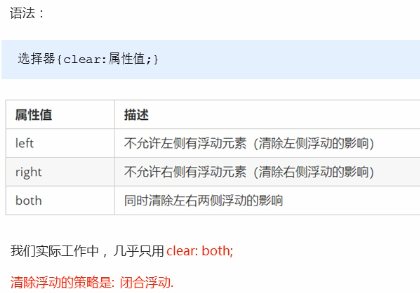 语法：
选择器{clear:属性值;}
属性值 描述
left 不允许左侧有浮动元素（清除左侧浮动的影响）
right 不允许右侧有浮动元素（清除右侧浮动的影响）
both 同时清除左右两侧浮动的影响
我们实际工作中，几乎只用 clear: both;
清除浮动的策略是: 闭合浮动.